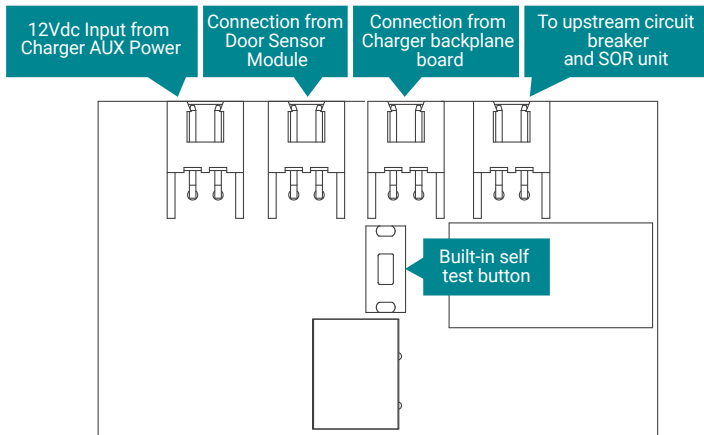 12Vdc Input from
Charger AUX Power
Connection from
Door Sensor
Module
Connection from
Charger backplane
board
To upstream circuit
breaker
and SOR unit
Built-in self
test button